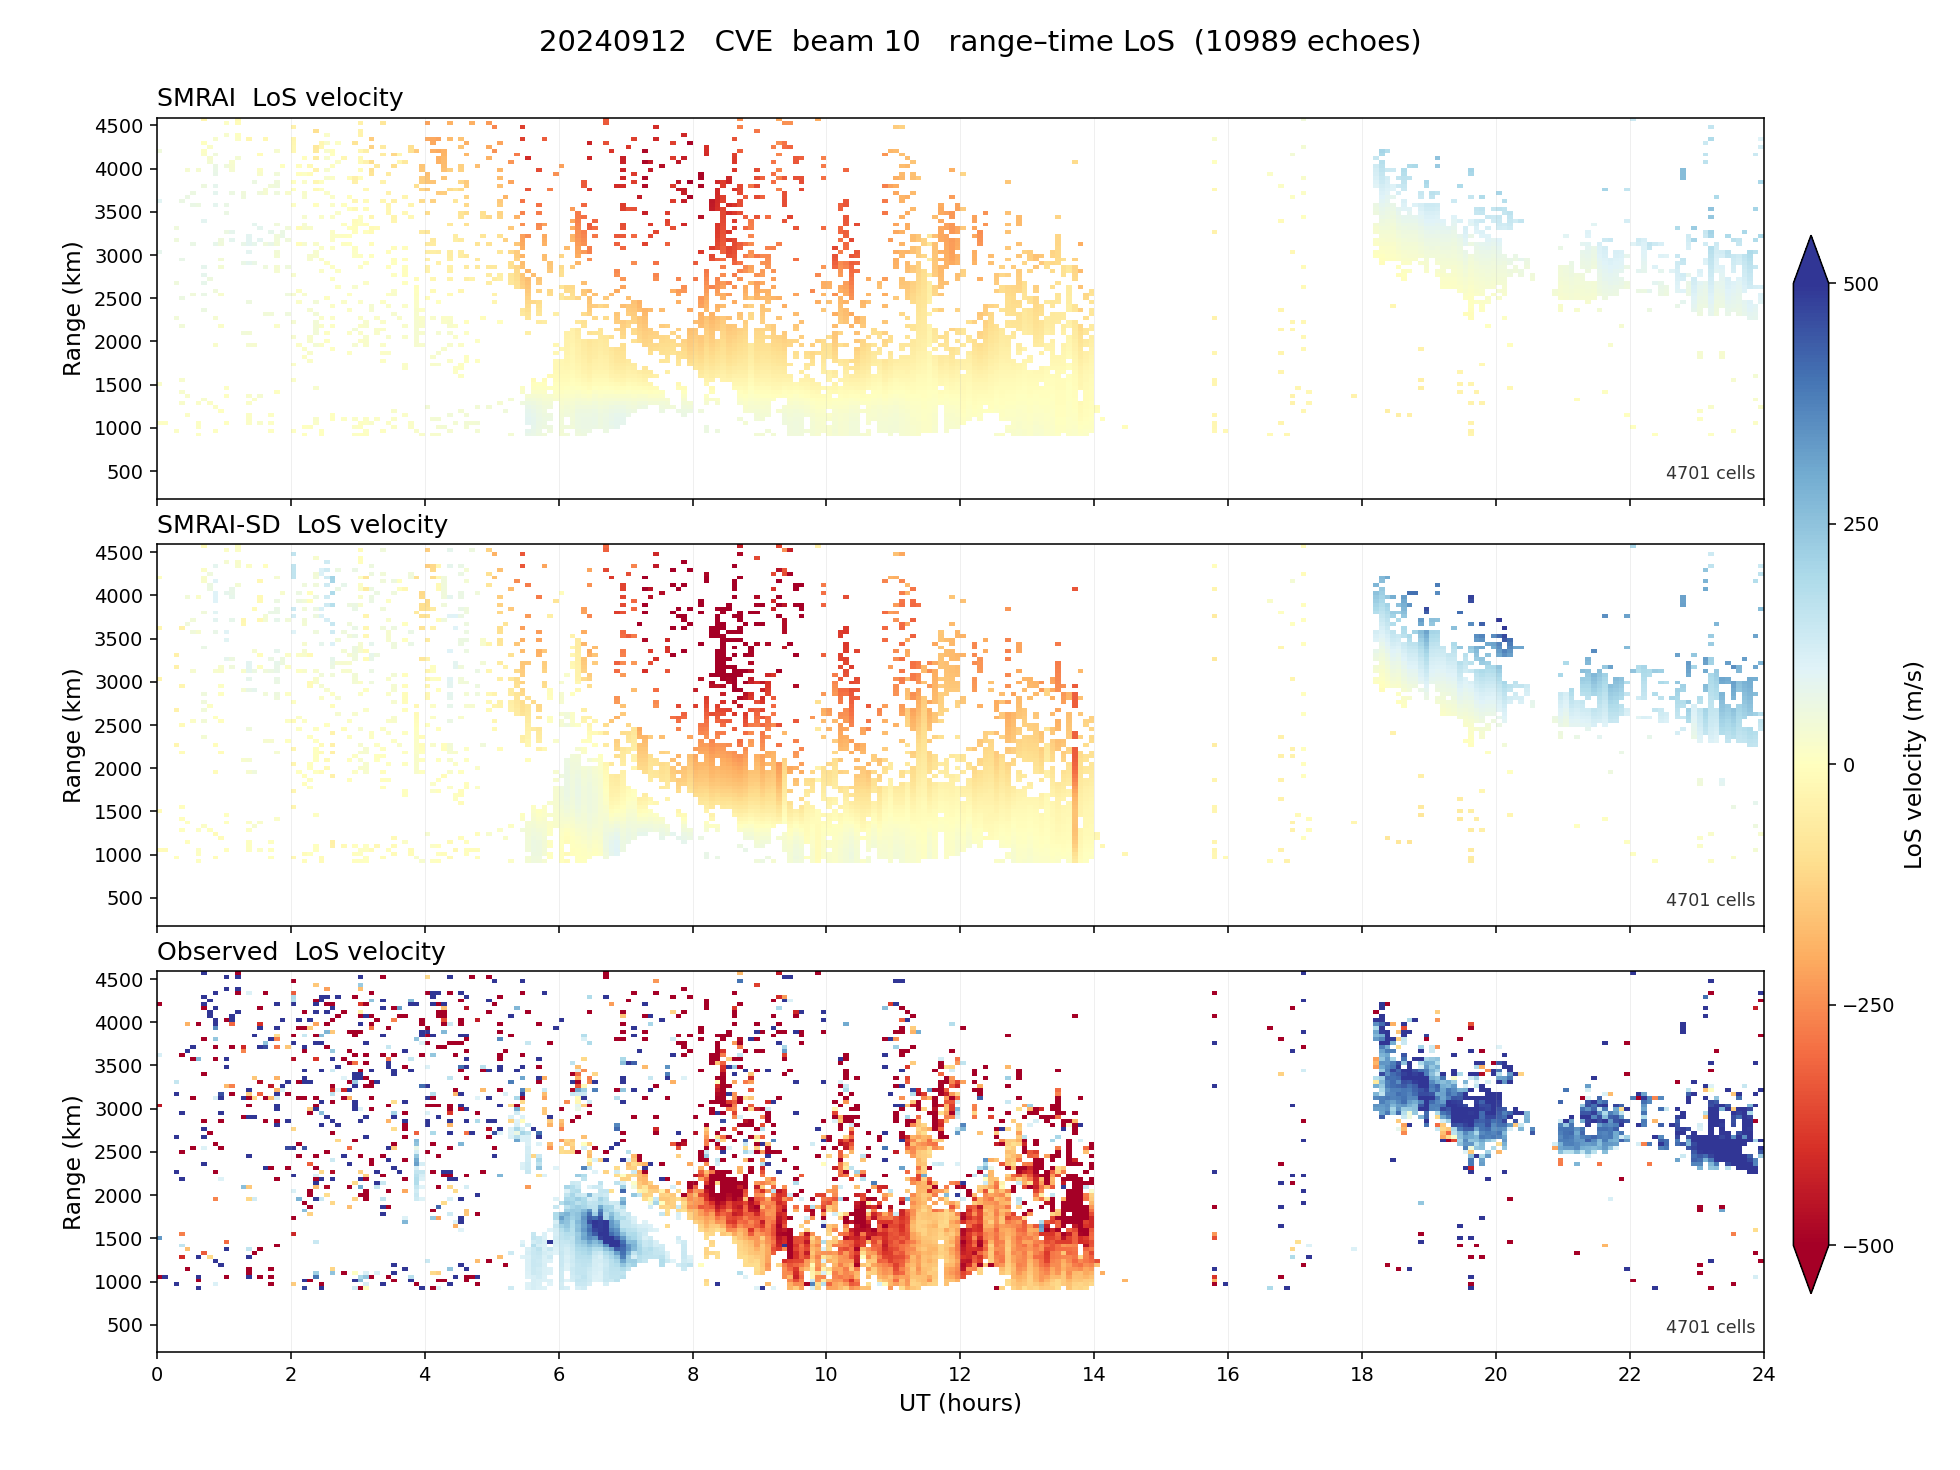 20240912   CVE  beam 10   range–time LoS  (10989 echoes)
SMRAI  LoS velocity
4500
4000
3500
3000
2500
2000
1500
1000
500
Range (km)
4701 cells
SMRAI-SD  LoS velocity
4500
4000
3500
3000
2500
2000
1500
1000
500
Range (km)
4701 cells
Observed  LoS velocity
4500
4000
3500
3000
2500
2000
1500
1000
500
Range (km)
4701 cells
0 2 4 6 8 10 12 14 16 18 20 22 24
UT (hours)
500
250
0
−250
−500
LoS velocity (m/s)